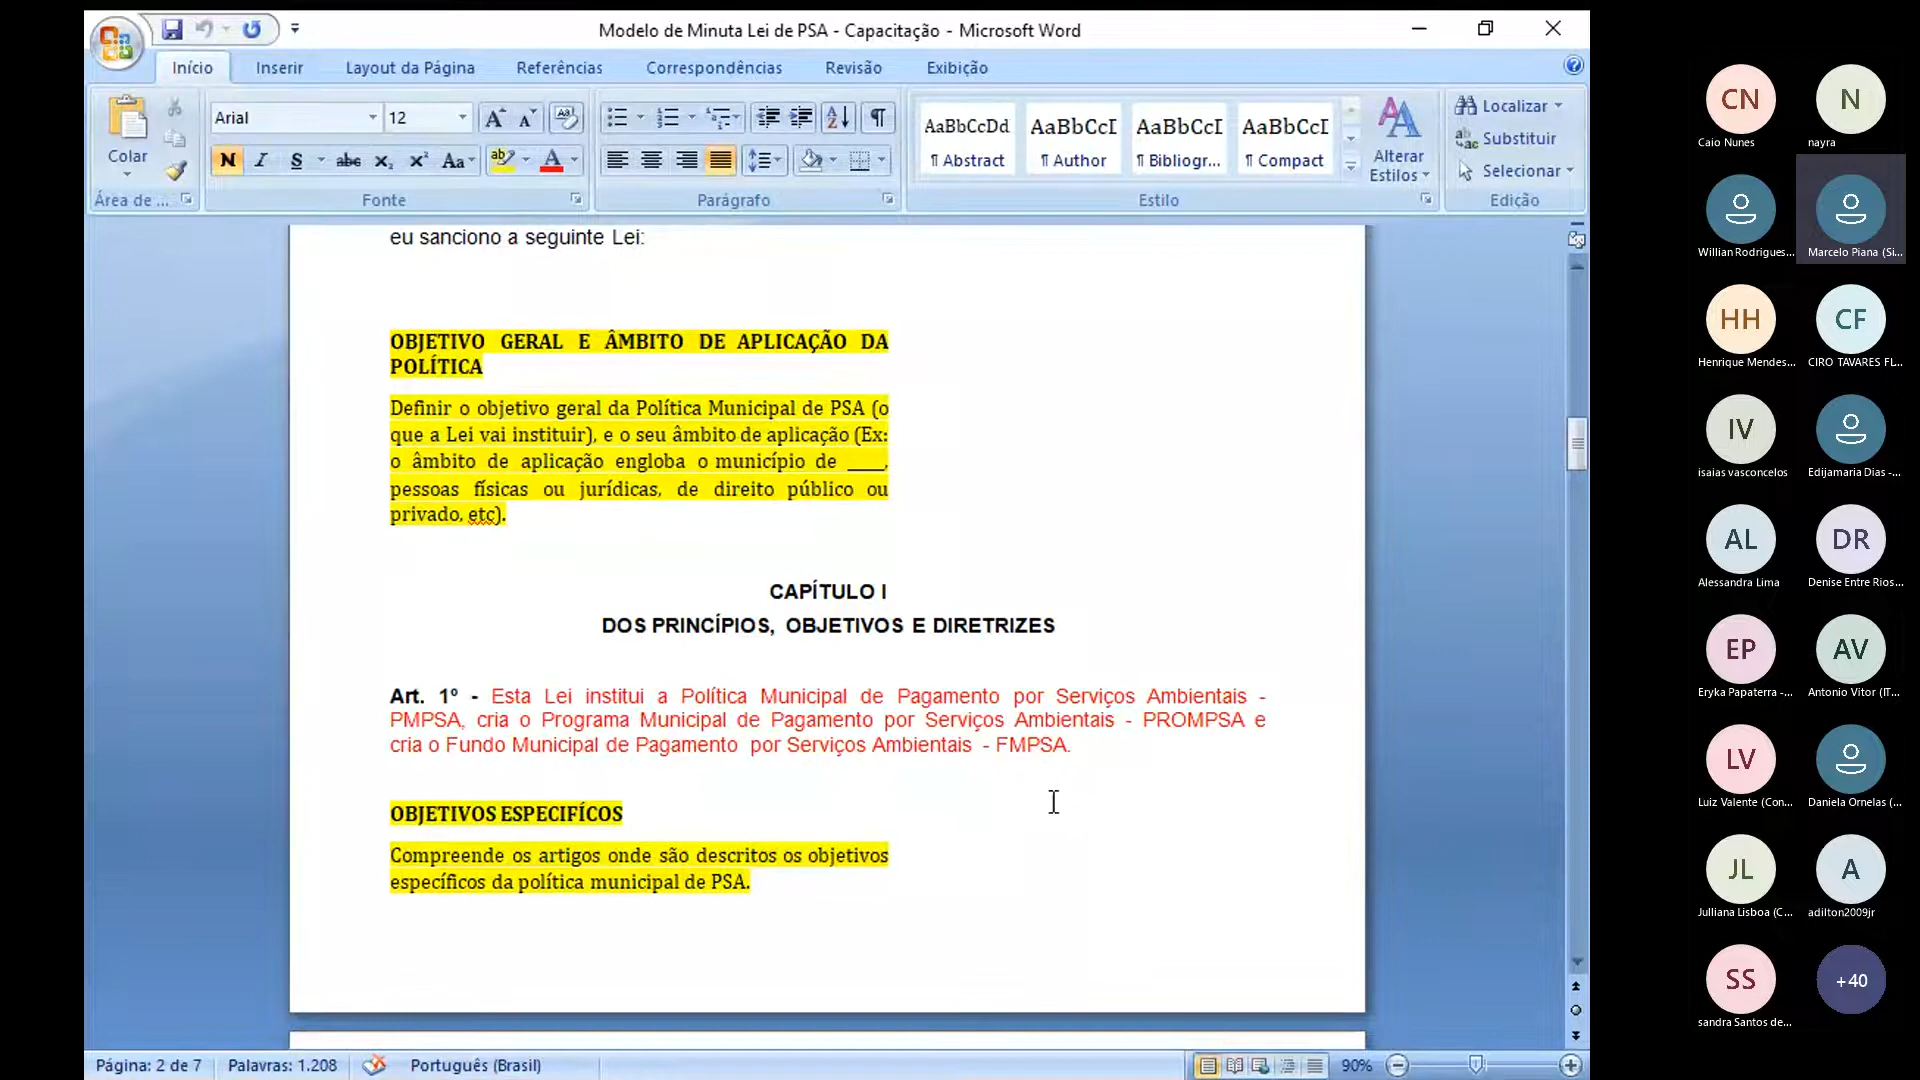 Modelo de Minuta Lei de PSA - Capacitação - Microsoft Word
Início Inserir Layout da Página Referências Correspondências Revisão Exibição
Colar
Área de ...
Arial 12
N I S abc x₂ x² Aa ab A
Fonte
Parágrafo
AaBbCcDd AaBbCcI AaBbCcI AaBbCcI
¶ Abstract ¶ Author ¶ Bibliogr... ¶ Compact
Alterar
Estilos
Estilo
Localizar
Substituir
Selecionar
Edição
eu sanciono a seguinte Lei:
OBJETIVO GERAL E ÂMBITO DE APLICAÇÃO DA
POLÍTICA
Definir o objetivo geral da Política Municipal de PSA (o
que a Lei vai instituir), e o seu âmbito de aplicação (Ex:
o âmbito de aplicação engloba o município de ____,
pessoas físicas ou jurídicas, de direito público ou
privado, etc).
CAPÍTULO I
DOS PRINCÍPIOS, OBJETIVOS E DIRETRIZES
Art. 1º - Esta Lei institui a Política Municipal de Pagamento por Serviços Ambientais -
PMPSA, cria o Programa Municipal de Pagamento por Serviços Ambientais - PROMPSA e
cria o Fundo Municipal de Pagamento por Serviços Ambientais - FMPSA.
OBJETIVOS ESPECIFÍCOS
Compreende os artigos onde são descritos os objetivos
específicos da política municipal de PSA.
Página: 2 de 7 Palavras: 1.208 Português (Brasil) 90%
CN N
Caio Nunes nayra
Willian Rodrigues... Marcelo Piana (Si...
HH CF
Henrique Mendes... CIRO TAVARES FL...
IV
isaias vasconcelos Edijamaria Dias -...
AL DR
Alessandra Lima Denise Entre Rios...
EP AV
Eryka Papaterra -... Antonio Vitor (IT...
LV
Luiz Valente (Con... Daniela Ornelas (...
JL A
Julliana Lisboa (C... adilton2009jr
SS +40
sandra Santos de...